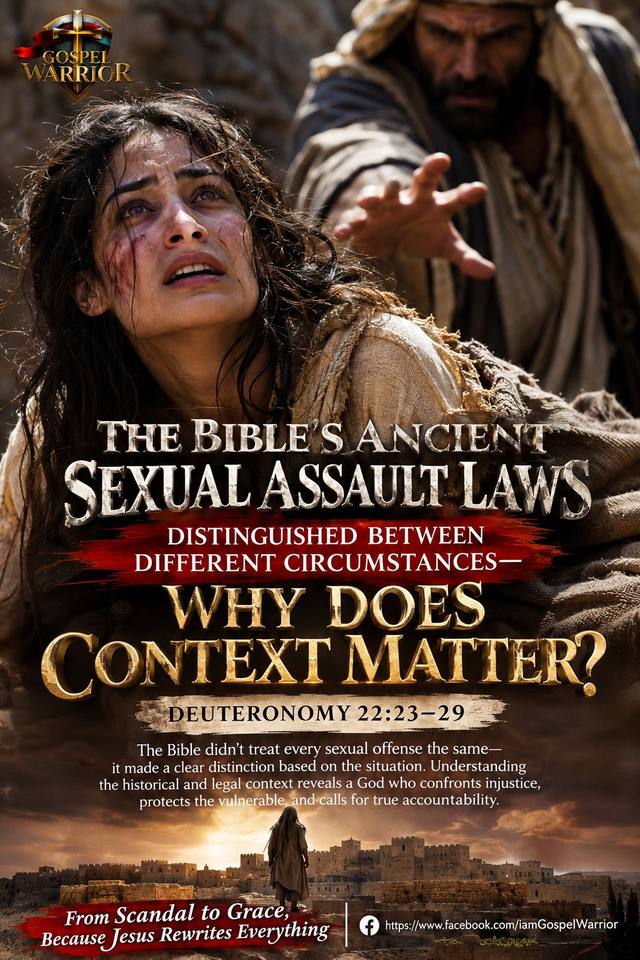 GOSPEL
WARRIOR
THE BIBLE'S ANCIENT
SEXUAL ASSAULT LAWS
DISTINGUISHED BETWEEN
DIFFERENT CIRCUMSTANCES—
WHY DOES
CONTEXT MATTER?
DEUTERONOMY 22:23–29
The Bible didn't treat every sexual offense the same—
it made a clear distinction based on the situation. Understanding
the historical and legal context reveals a God who confronts injustice,
protects the vulnerable, and calls for true accountability.
From Scandal to Grace,
Because Jesus Rewrites Everything
https://www.facebook.com/iamGospelWarrior